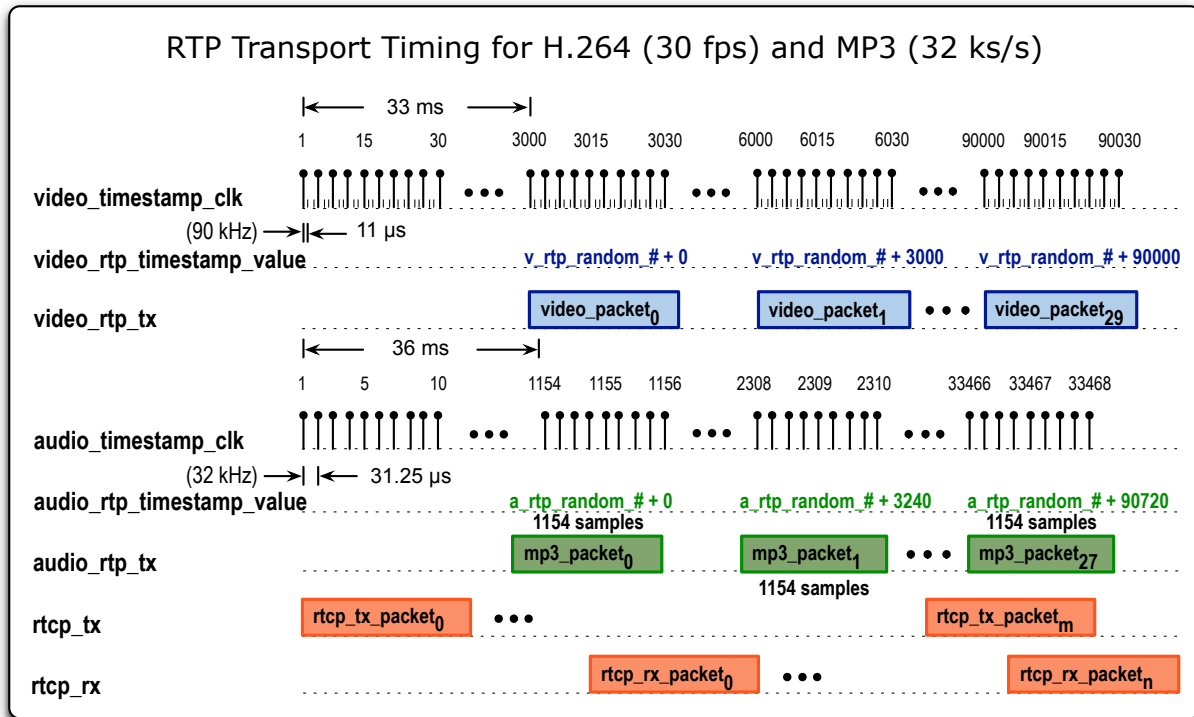 RTP Transport Timing for H.264 (30 fps) and MP3 (32 ks/s)
33 ms
1 15 30 3000 3015 3030 6000 6015 6030 90000 90015 90030
video_timestamp_clk
(90 kHz) 11 µs
video_rtp_timestamp_value v_rtp_random_# + 0 v_rtp_random_# + 3000 v_rtp_random_# + 90000
video_rtp_tx video_packet0 video_packet1 video_packet29
36 ms
1 5 10 1154 1155 1156 2308 2309 2310 33466 33467 33468
audio_timestamp_clk
(32 kHz) 31.25 µs
audio_rtp_timestamp_value a_rtp_random_# + 0 a_rtp_random_# + 3240 a_rtp_random_# + 90720
1154 samples 1154 samples
audio_rtp_tx mp3_packet0 mp3_packet1 mp3_packet27
1154 samples
rtcp_tx rtcp_tx_packet0 rtcp_tx_packetm
rtcp_rx rtcp_rx_packet0 rtcp_rx_packetn